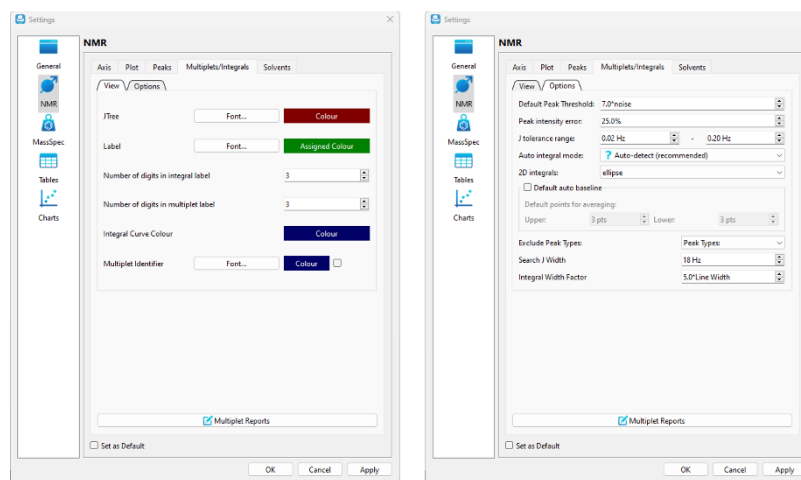 Settings
NMR
General
NMR
MassSpec
Tables
Charts
Axis Plot Peaks Multiplets/Integrals Solvents
View Options
JTree Font... Colour
Label Font... Assigned Colour
Number of digits in integral label 3
Number of digits in multiplet label 3
Integral Curve Colour Colour
Multiplet Identifier Font... Colour
Multiplet Reports
Set as Default
OK Cancel Apply
Settings
NMR
General
NMR
MassSpec
Tables
Charts
Axis Plot Peaks Multiplets/Integrals Solvents
View Options
Default Peak Threshold: 7.0*noise
Peak intensity error: 25.0%
J tolerance range: 0.02 Hz - 0.20 Hz
Auto integral mode: ? Auto-detect (recommended)
2D integrals: ellipse
Default auto baseline
Default points for averaging:
Upper: 3 pts Lower: 3 pts
Exclude Peak Types: Peak Types:
Search J Width 18 Hz
Integral Width Factor 5.0*Line Width
Multiplet Reports
Set as Default
OK Cancel Apply